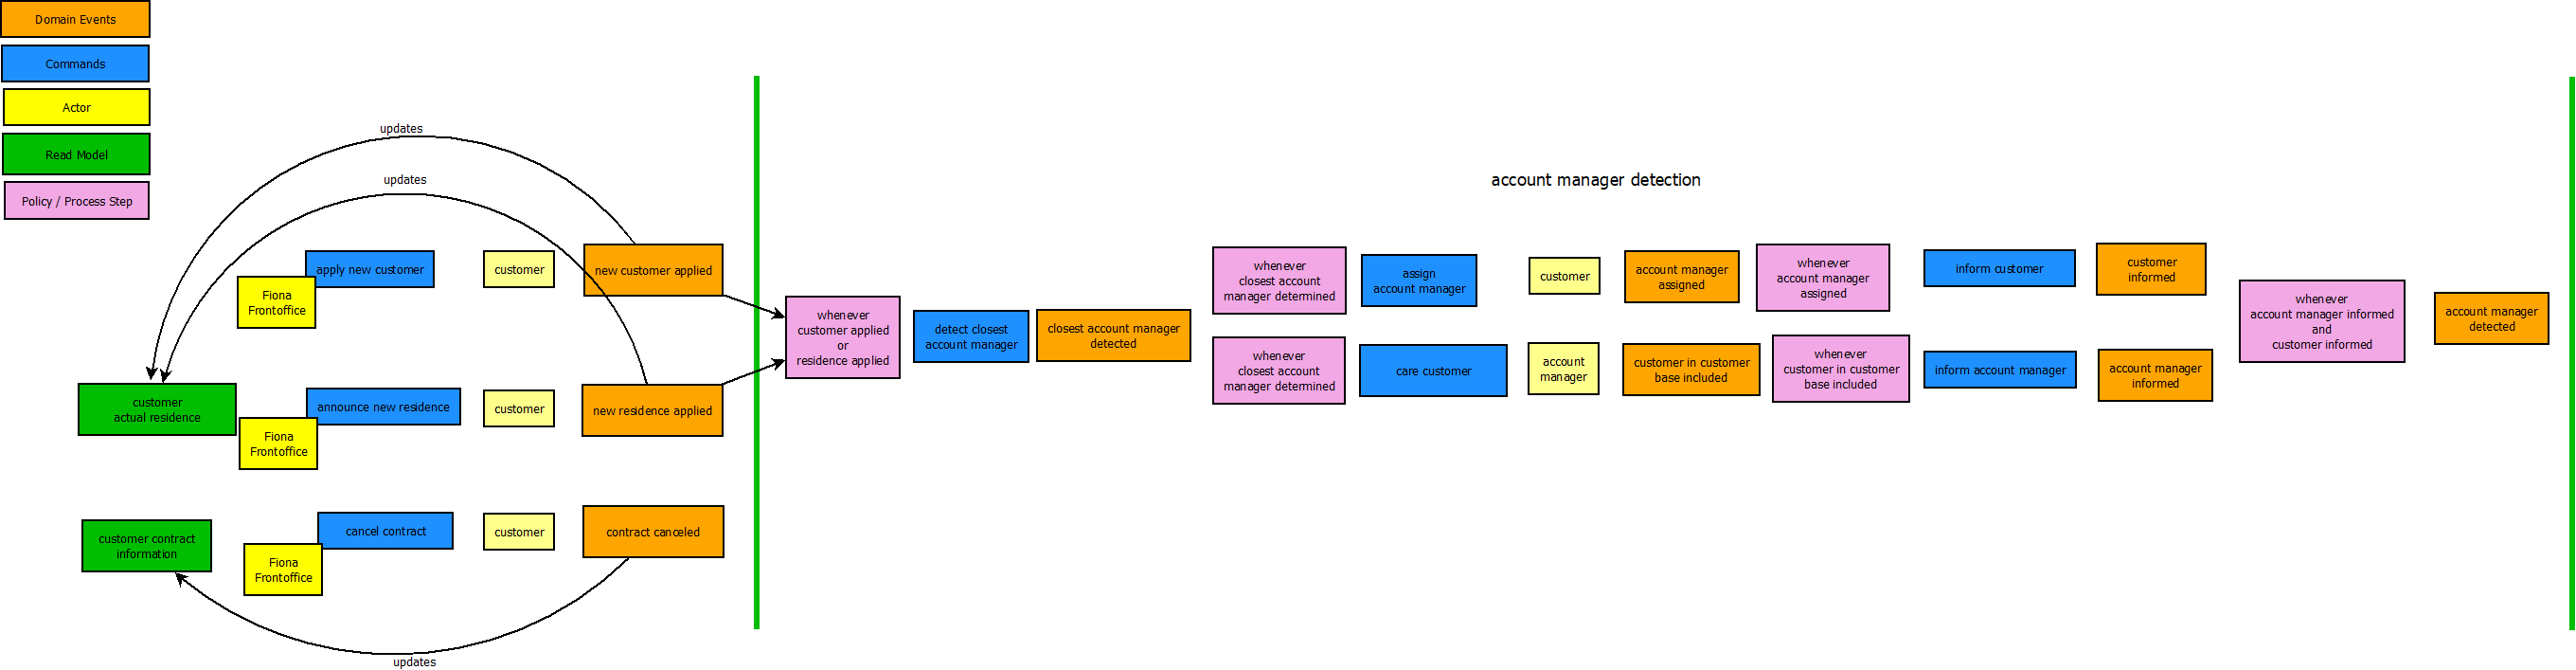 Domain Events
Commands
Actor
Read Model
Policy / Process Step
updates
updates
account manager detection
apply new customer
customer
new customer applied
Fiona
Frontoffice
customer
actual residence
announce new residence
customer
new residence applied
Fiona
Frontoffice
customer contract
information
cancel contract
customer
contract canceled
Fiona
Frontoffice
updates
whenever
customer applied
or
residence applied
detect closest
account manager
closest account manager
detected
whenever
closest account
manager determined
assign
account manager
customer
account manager
assigned
whenever
account manager
assigned
inform customer
customer
informed
whenever
closest account
manager determined
care customer
account
manager
customer in customer
base included
whenever
customer in customer
base included
inform account manager
account manager
informed
whenever
account manager informed
and
customer informed
account manager
detected